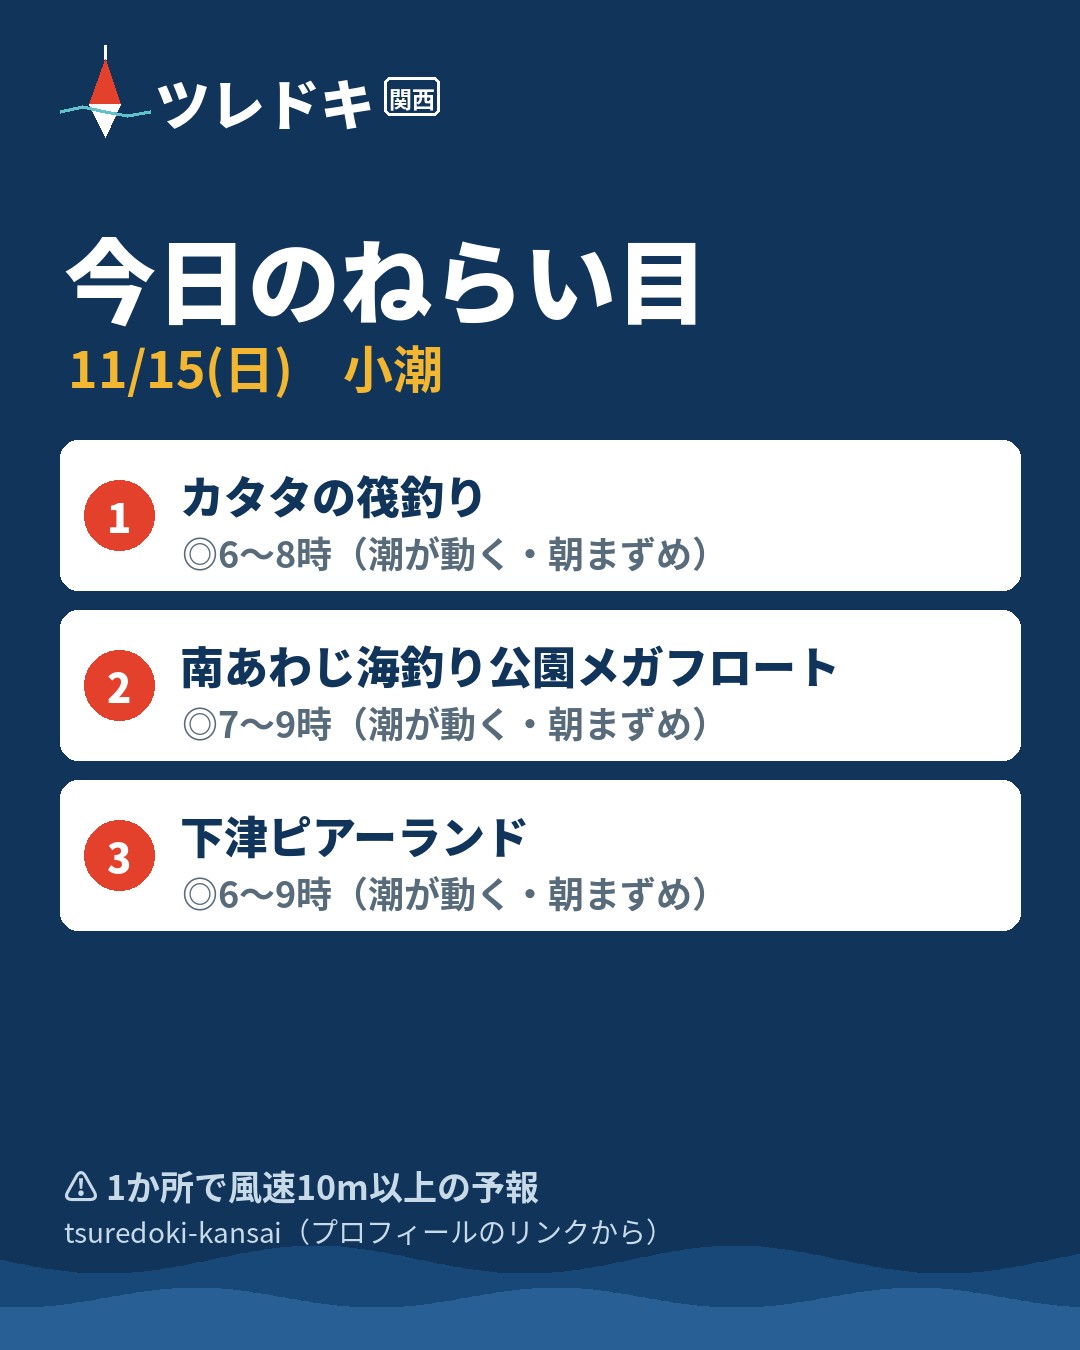 ツレドキ 関西
今日のねらい目
11/15(日)　小潮
1 カタタの筏釣り
◎6〜8時（潮が動く・朝まずめ）
2 南あわじ海釣り公園メガフロート
◎7〜9時（潮が動く・朝まずめ）
3 下津ピアーランド
◎6〜9時（潮が動く・朝まずめ）
⚠ 1か所で風速10m以上の予報
tsuredoki-kansai（プロフィールのリンクから）